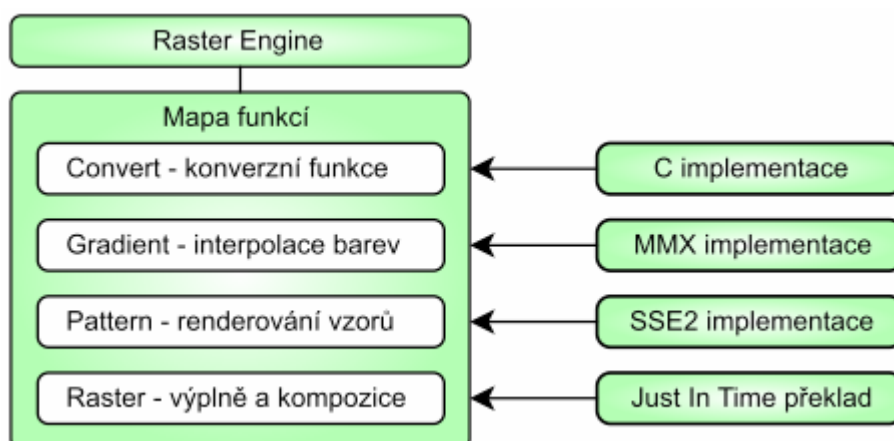 Raster Engine
Mapa funkcí
Convert - konverzní funkce
C implementace
Gradient - interpolace barev
MMX implementace
Pattern - renderování vzorů
SSE2 implementace
Raster - výplně a kompozice
Just In Time překlad